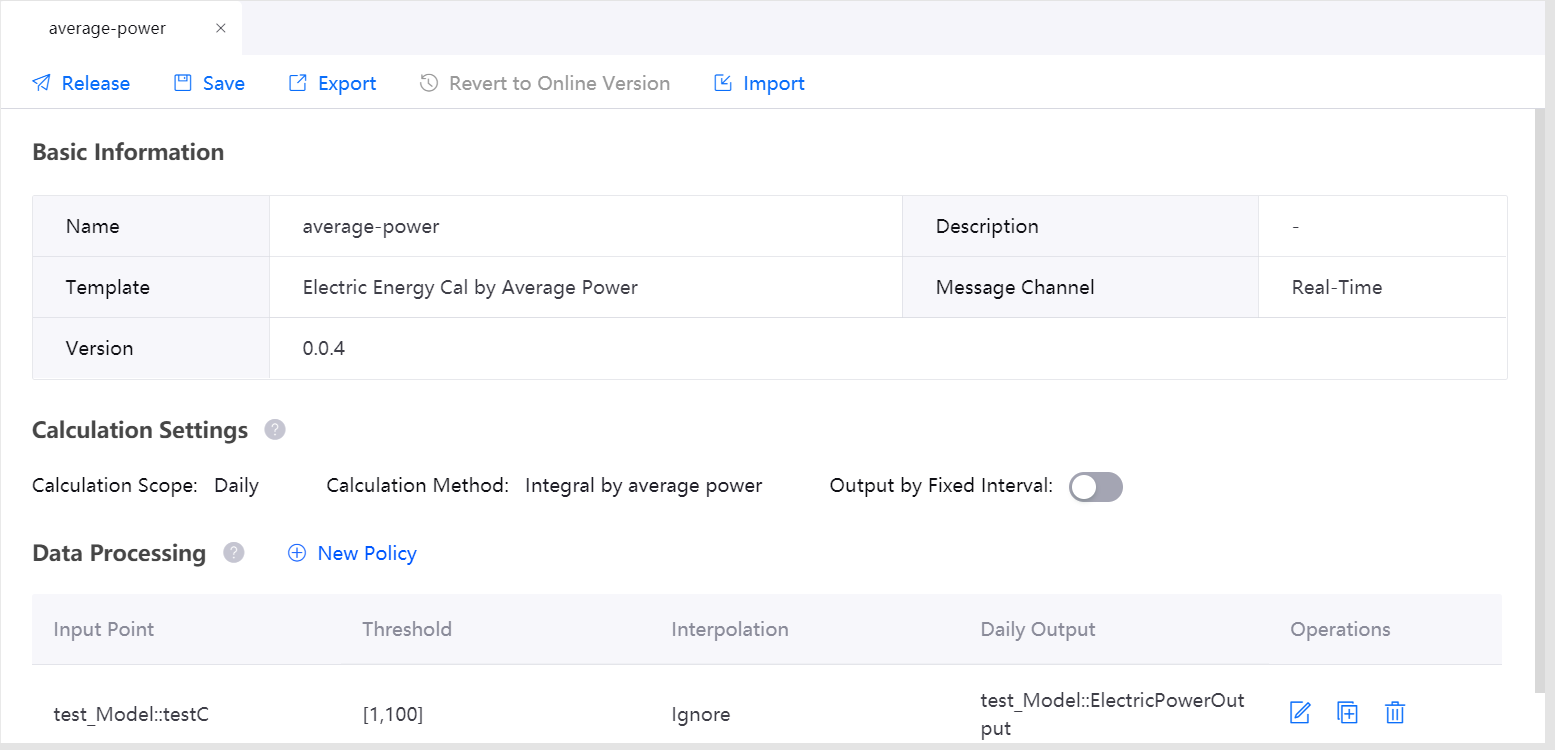 average-power
Release Save Export Revert to Online Version Import
Basic Information
Name average-power Description -
Template Electric Energy Cal by Average Power Message Channel Real-Time
Version 0.0.4
Calculation Settings ?
Calculation Scope: Daily Calculation Method: Integral by average power Output by Fixed Interval:
Data Processing ? New Policy
Input Point Threshold Interpolation Daily Output Operations
test_Model::testC [1,100] Ignore test_Model::ElectricPowerOut
put